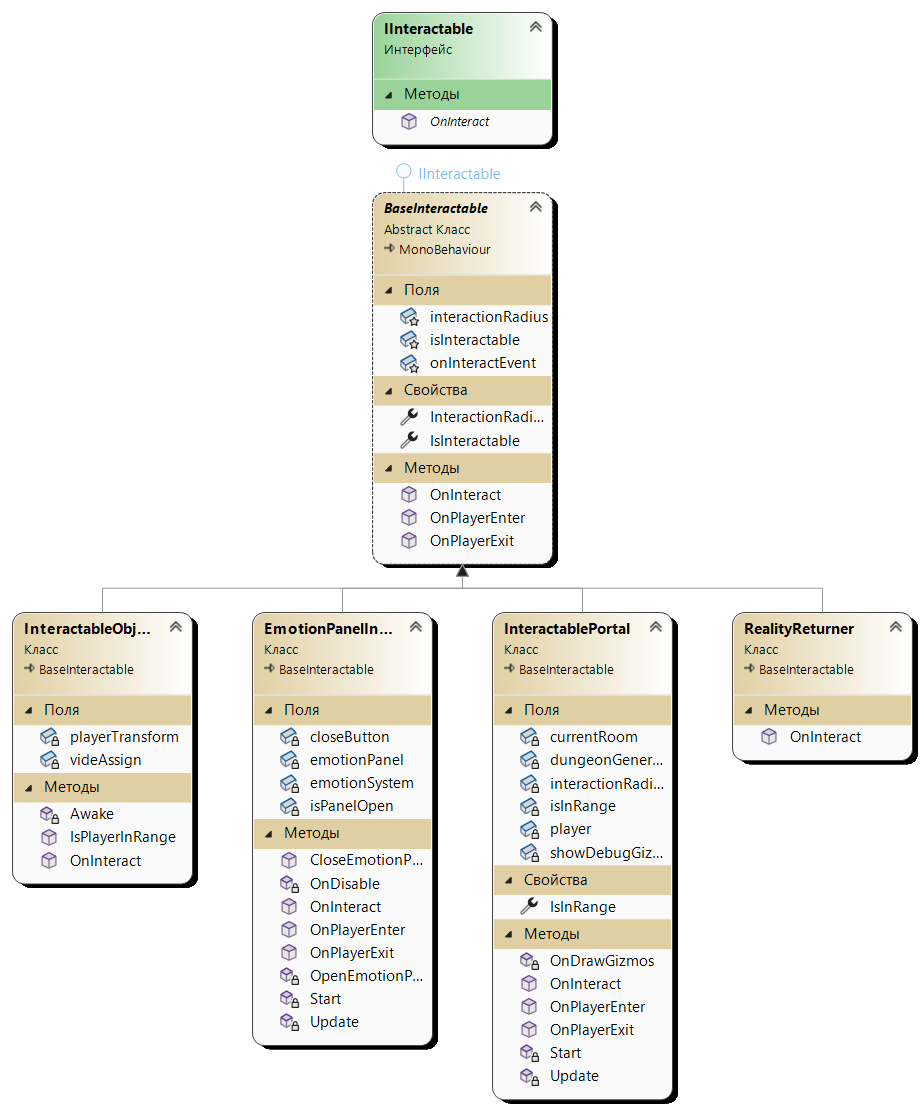 IInteractable
Интерфейс
Методы
OnInteract
IInteractable
BaseInteractable
Abstract Класс
MonoBehaviour
Поля
interactionRadius
isInteractable
onInteractEvent
Свойства
InteractionRadi...
IsInteractable
Методы
OnInteract
OnPlayerEnter
OnPlayerExit
InteractableObj...
Класс
BaseInteractable
Поля
playerTransform
videAssign
Методы
Awake
IsPlayerInRange
OnInteract
EmotionPanelIn...
Класс
BaseInteractable
Поля
closeButton
emotionPanel
emotionSystem
isPanelOpen
Методы
CloseEmotionP...
OnDisable
OnInteract
OnPlayerEnter
OnPlayerExit
OpenEmotionP...
Start
Update
InteractablePortal
Класс
BaseInteractable
Поля
currentRoom
dungeonGener...
interactionRadi...
isInRange
player
showDebugGiz...
Свойства
IsInRange
Методы
OnDrawGizmos
OnInteract
OnPlayerEnter
OnPlayerExit
Start
Update
RealityReturner
Класс
BaseInteractable
Методы
OnInteract